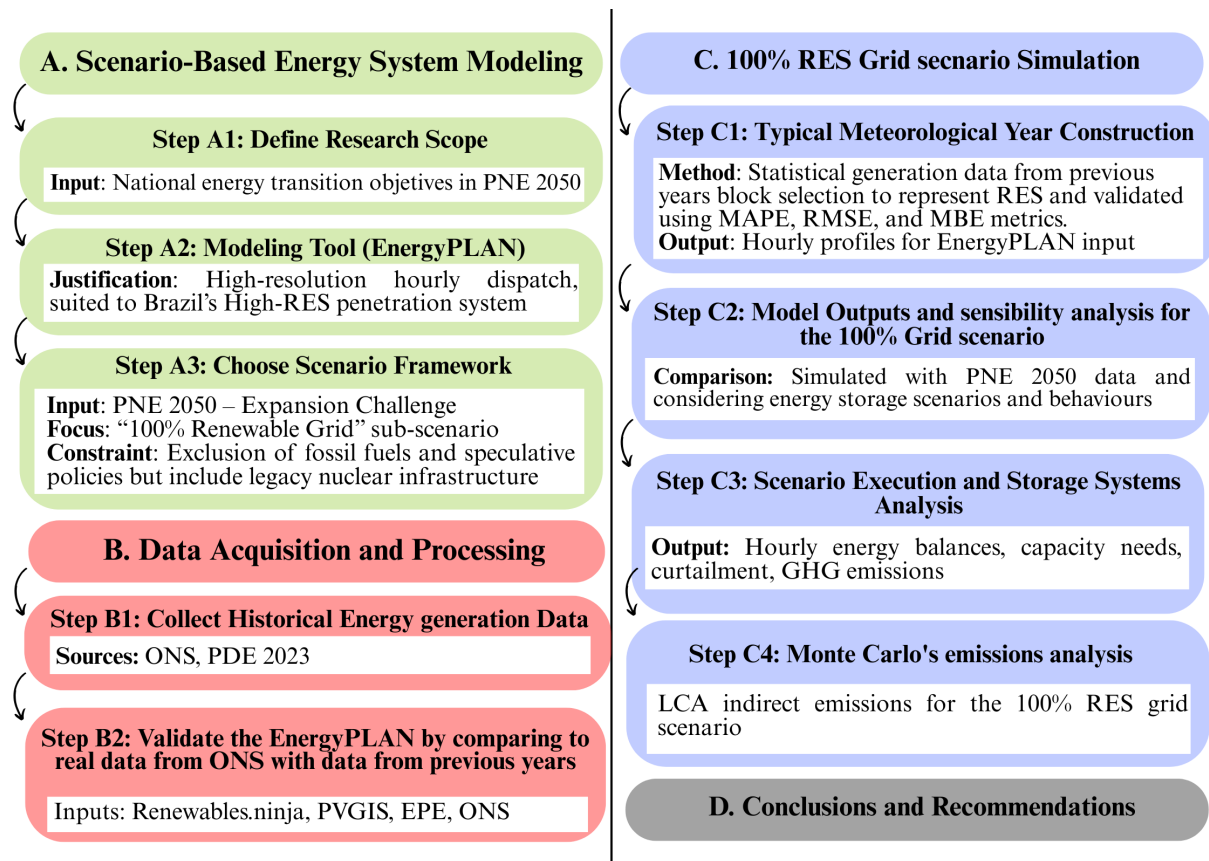 A. Scenario-Based Energy System Modeling
Step A1: Define Research Scope
Input: National energy transition objetives in PNE 2050
Step A2: Modeling Tool (EnergyPLAN)
Justification: High-resolution hourly dispatch,
suited to Brazil's High-RES penetration system
Step A3: Choose Scenario Framework
Input: PNE 2050 – Expansion Challenge
Focus: “100% Renewable Grid” sub-scenario
Constraint: Exclusion of fossil fuels and speculative
policies but include legacy nuclear infrastructure
B. Data Acquisition and Processing
Step B1: Collect Historical Energy generation Data
Sources: ONS, PDE 2023
Step B2: Validate the EnergyPLAN by comparing to
real data from ONS with data from previous years
Inputs: Renewables.ninja, PVGIS, EPE, ONS
C. 100% RES Grid secnario Simulation
Step C1: Typical Meteorological Year Construction
Method: Statistical generation data from previous
years block selection to represent RES and validated
using MAPE, RMSE, and MBE metrics.
Output: Hourly profiles for EnergyPLAN input
Step C2: Model Outputs and sensibility analysis for
the 100% Grid scenario
Comparison: Simulated with PNE 2050 data and
considering energy storage scenarios and behaviours
Step C3: Scenario Execution and Storage Systems
Analysis
Output: Hourly energy balances, capacity needs,
curtailment, GHG emissions
Step C4: Monte Carlo's emissions analysis
LCA indirect emissions for the 100% RES grid
scenario
D. Conclusions and Recommendations